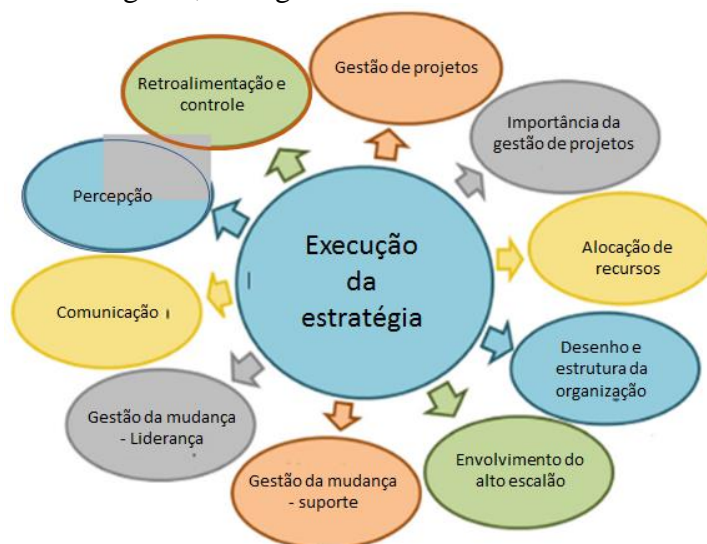 Execução
da
estratégia
Gestão de projetos
Importância da
gestão de projetos
Alocação de
recursos
Desenho e
estrutura da
organização
Envolvimento do
alto escalão
Gestão da mudança
- suporte
Gestão da mudança
- Liderança
Comunicação
Percepção
Retroalimentação e
controle